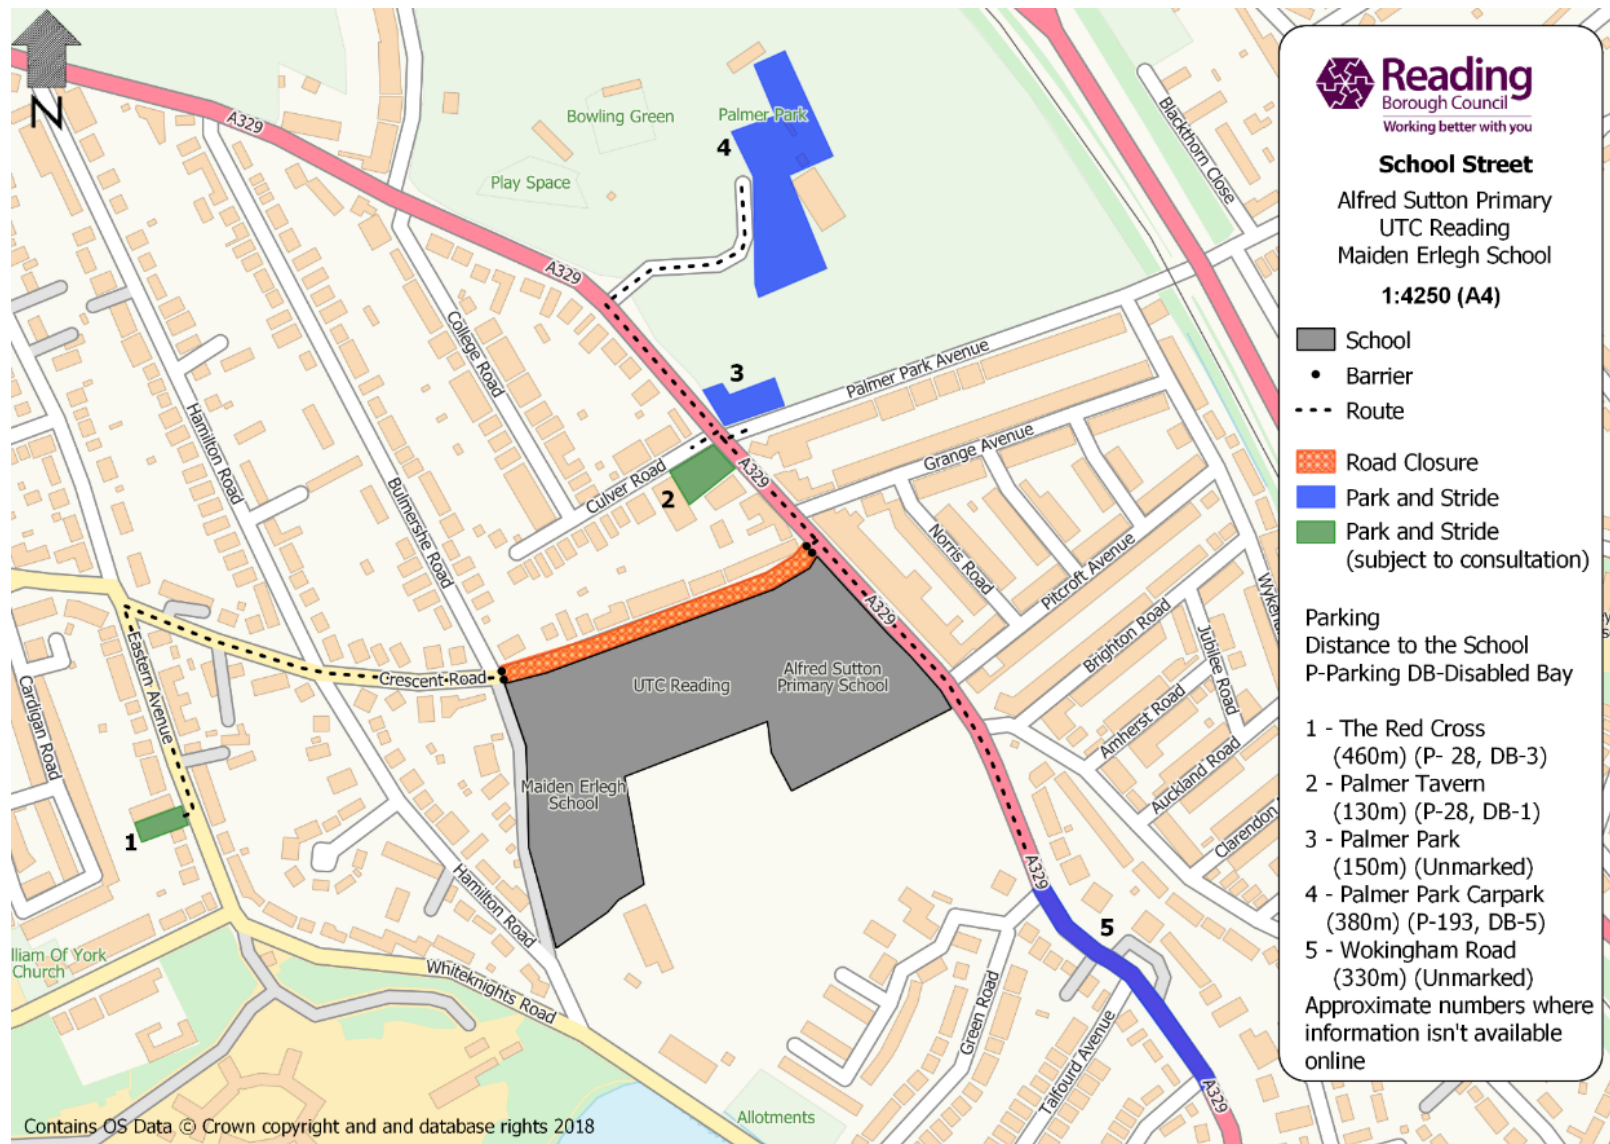 N
A329
Bowling Green
Palmer Park
4
Play Space
Blackthorn Close
A329
College Road
3
Palmer Park Avenue
Hamilton Road
Grange Avenue
A329
Culver Road
2
Bulmershe Road
Norris Road
Pitcroft Avenue
A329
Brighton Road
Jubilee Road
Eastern Avenue
Crescent Road
UTC Reading
Alfred Sutton
Primary School
Cardigan Road
Amherst Road
Auckland Road
Maiden Erlegh
School
1
Clarendon
Hamilton Road
A329
5
lliam Of York
Church
Whiteknights Road
Green Road
Talfourd Avenue
A329
Allotments
Contains OS Data © Crown copyright and and database rights 2018
Reading
Borough Council
Working better with you
School Street
Alfred Sutton Primary
UTC Reading
Maiden Erlegh School
1:4250 (A4)
School
Barrier
Route
Road Closure
Park and Stride
Park and Stride
(subject to consultation)
Parking
Distance to the School
P-Parking DB-Disabled Bay
1 - The Red Cross
(460m) (P- 28, DB-3)
2 - Palmer Tavern
(130m) (P-28, DB-1)
3 - Palmer Park
(150m) (Unmarked)
4 - Palmer Park Carpark
(380m) (P-193, DB-5)
5 - Wokingham Road
(330m) (Unmarked)
Approximate numbers where
information isn't available
online